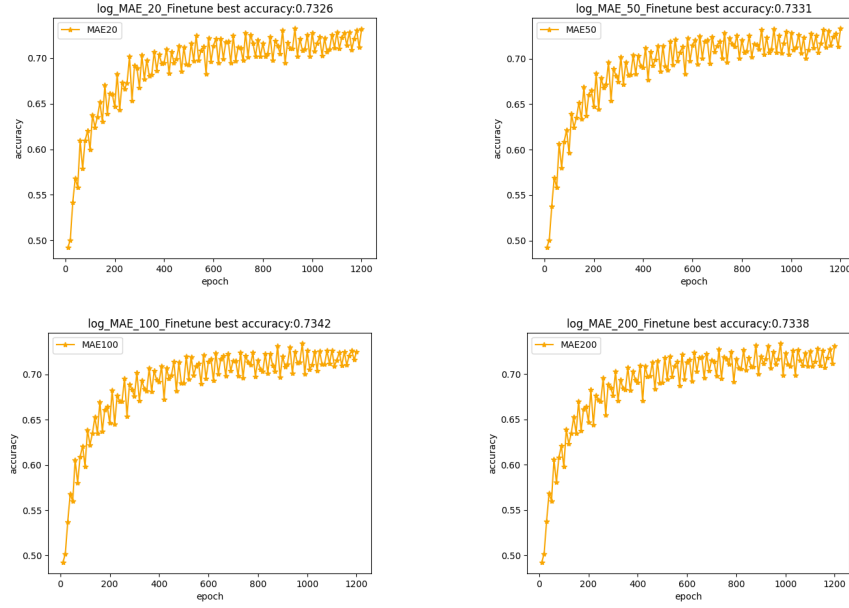 log_MAE_20_Finetune best accuracy:0.7326
MAE20
0.70
0.65
0.60
0.55
0.50
accuracy
0 200 400 600 800 1000 1200
epoch
log_MAE_50_Finetune best accuracy:0.7331
MAE50
0.70
0.65
0.60
0.55
0.50
accuracy
0 200 400 600 800 1000 1200
epoch
log_MAE_100_Finetune best accuracy:0.7342
MAE100
0.70
0.65
0.60
0.55
0.50
accuracy
0 200 400 600 800 1000 1200
epoch
log_MAE_200_Finetune best accuracy:0.7338
MAE200
0.70
0.65
0.60
0.55
0.50
accuracy
0 200 400 600 800 1000 1200
epoch